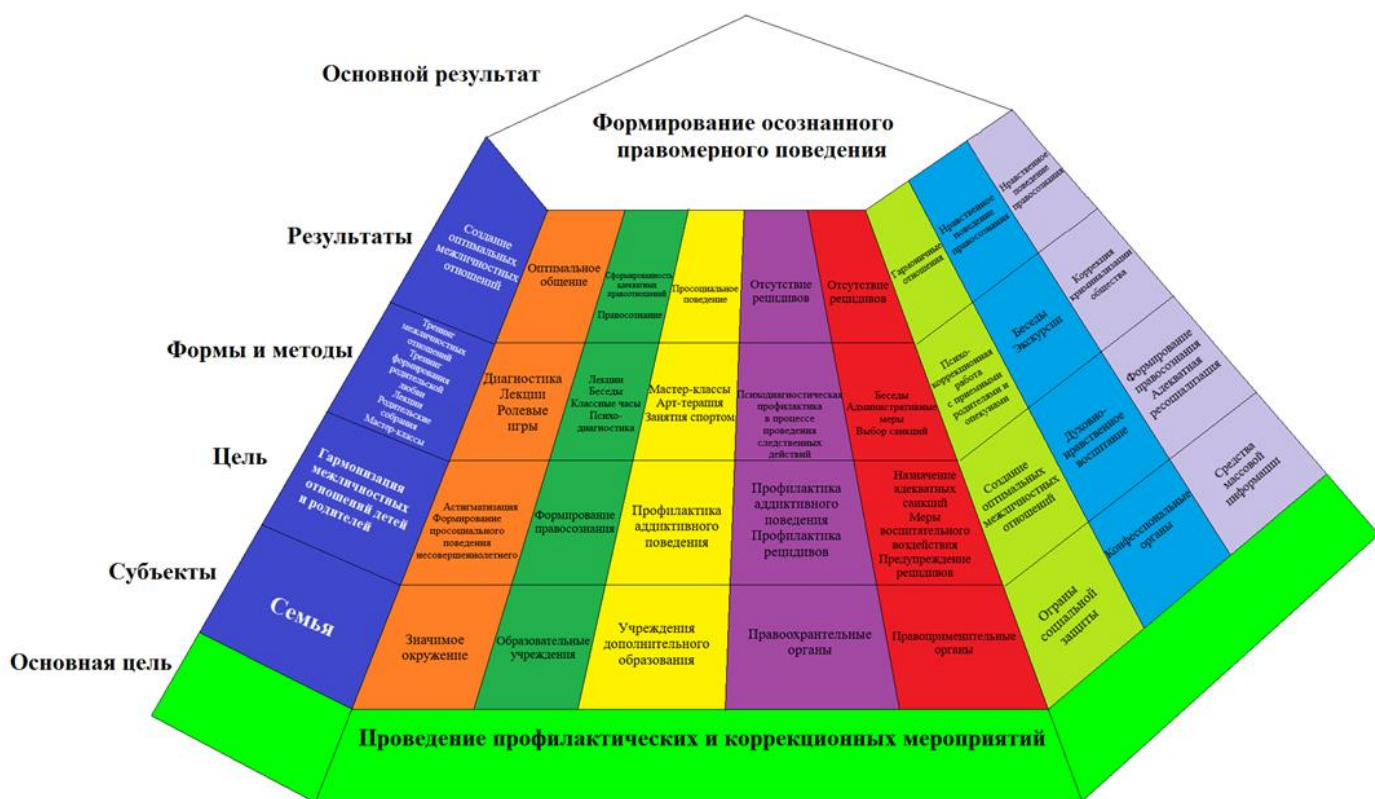 Основной результат
Формирование осознанного
правомерного поведения
Результаты
Создание
оптимальных
межличностных
отношений
Оптимальное
общение
Сформированность
адекватных
правоотношений
Правосознание
Просоциальное
поведение
Отсутствие
рецидивов
Отсутствие
рецидивов
Гармоничные
отношения
Нравственное
поведение
правосознания
Нравственное
поведение
правосознания
Формы и методы
Тренинг
межличностных
отношений
Тренинг
формирования
родительской
любви
Лекции
Родительские
собрания
Мастер-классы
Диагностика
Лекции
Ролевые
игры
Лекции
Беседы
Классные часы
Психо-
диагностика
Мастер-классы
Арт-терапия
Занятия спортом
Психодиагностическая
профилактика
в процессе
проведения
следственных
действий
Беседы
Административные
меры
Выбор санкций
Психо-
коррекционная
работа
с приемными
родителями и
опекунами
Беседы
Экскурсии
Коррекция
криминализации
общества
Цель
Гармонизация
межличностных
отношений детей
и родителей
Астигматизация
Формирование
просоциального
поведения
несовершеннолетнего
Формирование
правосознания
Профилактика
аддиктивного
поведения
Профилактика
аддиктивного
поведения
Профилактика
рецидивов
Назначение
адекватных
санкций
Меры
воспитательного
воздействия
Предупреждение
рецидивов
Создание
оптимальных
межличностных
отношений
Духовно-
нравственное
воспитание
Формирование
правосознания
Адекватная
ресоциализация
Субъекты
Семья
Значимое
окружение
Образовательные
учреждения
Учреждения
дополнительного
образования
Правоохрантельные
органы
Правоприменительные
органы
Ограны
социальной
защиты
Конфессиональные
органы
Средства
массовой
информации
Основная цель
Проведение профилактических и коррекционных мероприятий